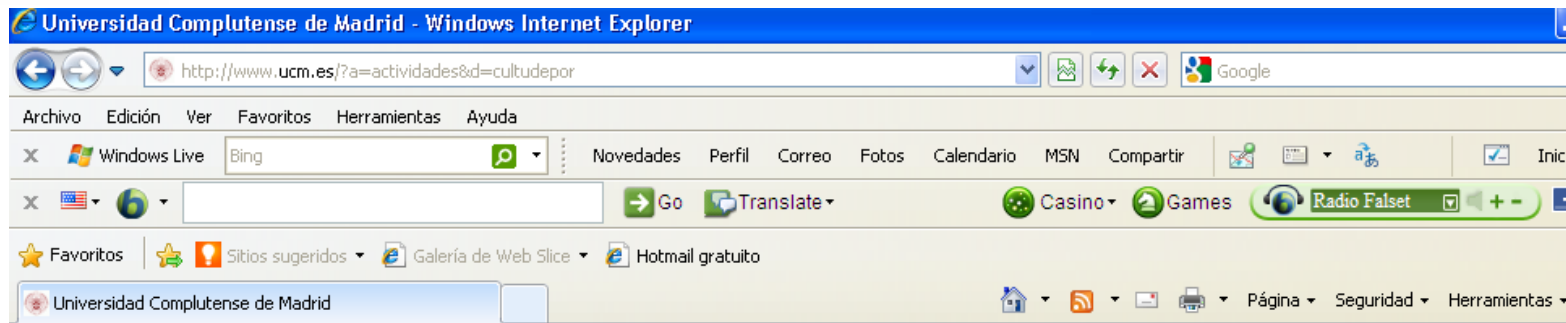 Universidad Complutense de Madrid - Windows Internet Explorer
http://www.ucm.es/?a=actividades&d=cultudepor Google
Archivo Edición Ver Favoritos Herramientas Ayuda
x Windows Live Bing Novedades Perfil Correo Fotos Calendario MSN Compartir Inic
x Go Translate Casino Games Radio Falset + -
Favoritos Sitios sugeridos Galería de Web Slice Hotmail gratuito
Universidad Complutense de Madrid Página Seguridad Herramientas